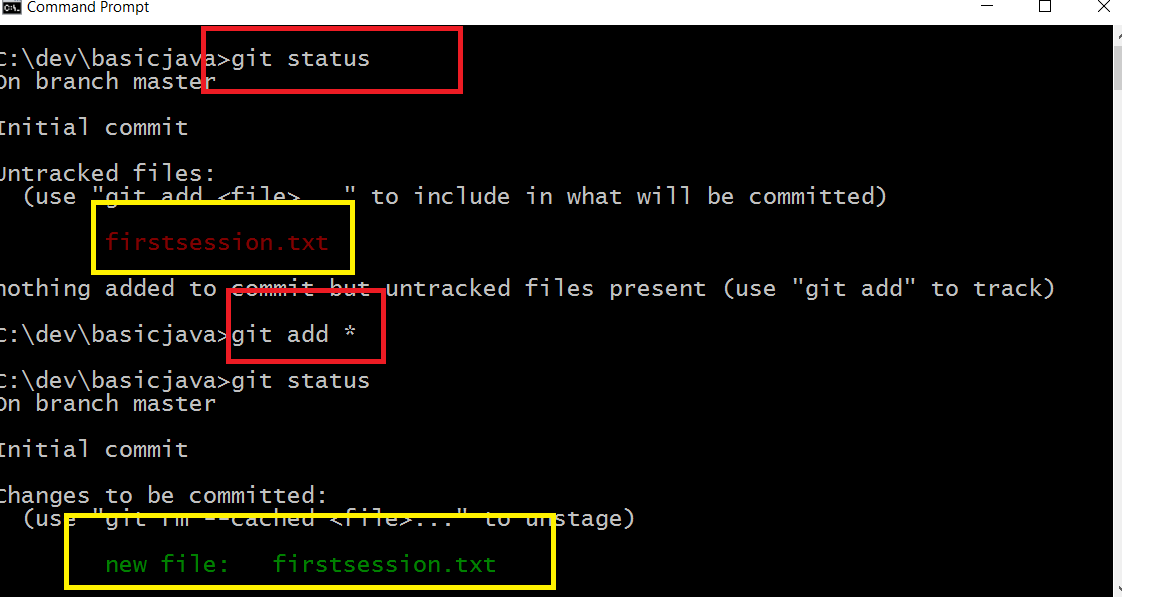 Command Prompt
C:\dev\basicjava>git status
On branch master
Initial commit
Untracked files:
(use "git add <file>..." to include in what will be committed)
firstsession.txt
nothing added to commit but untracked files present (use "git add" to track)
C:\dev\basicjava>git add *
C:\dev\basicjava>git status
On branch master
Initial commit
Changes to be committed:
(use "git rm --cached <file>..." to unstage)
new file: firstsession.txt